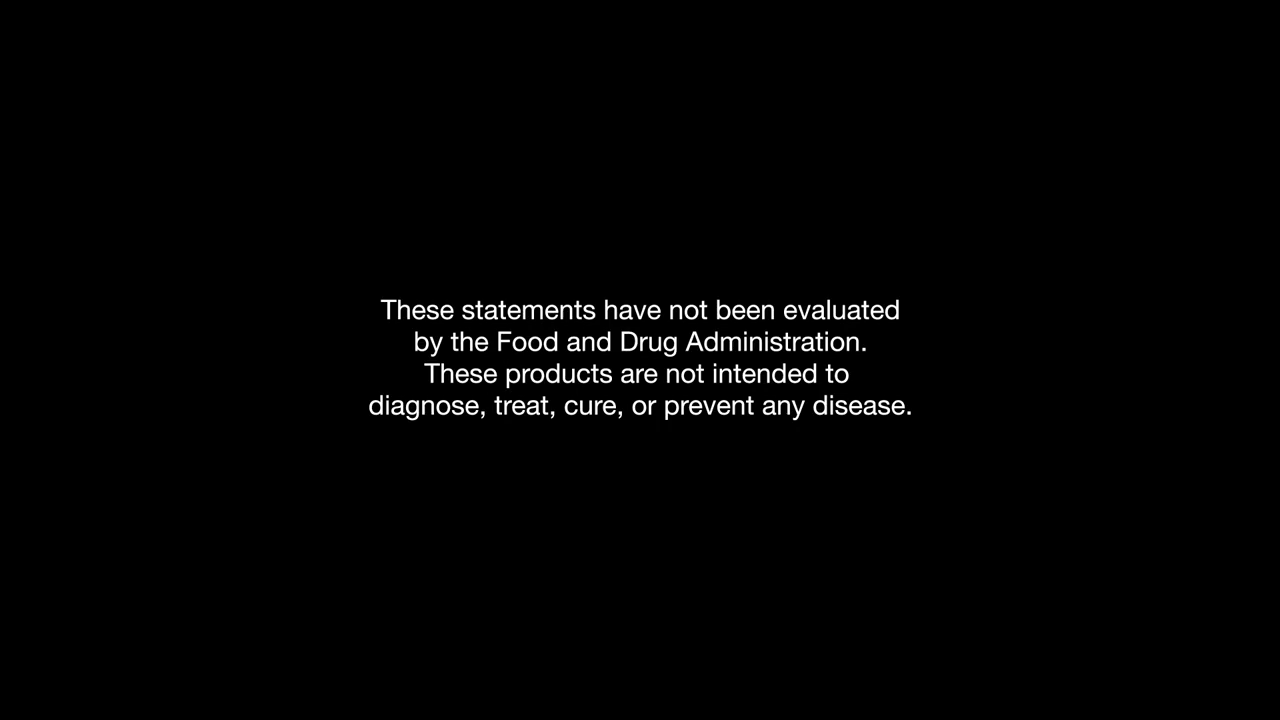 These statements have not been evaluated
by the Food and Drug Administration.
These products are not intended to
diagnose, treat, cure, or prevent any disease.